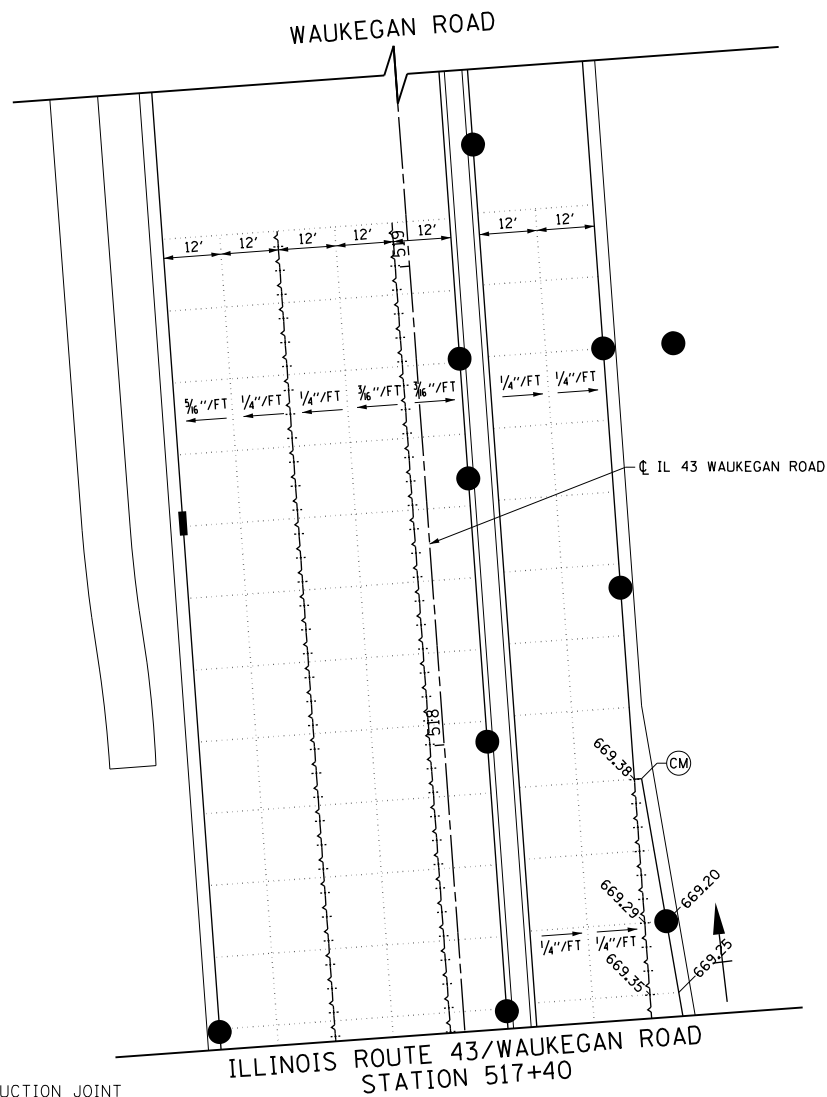 WAUKEGAN ROAD
12' 12' 12' 12' 12' 12' 12'
519
5/16"/FT 1/4"/FT 1/4"/FT 3/16"/FT 3/16"/FT 1/4"/FT 1/4"/FT
℄ IL 43 WAUKEGAN ROAD
518
669.38
CM
669.29 669.20
1/4"/FT 1/4"/FT
669.35 669.25
ILLINOIS ROUTE 43/WAUKEGAN ROAD
STATION 517+40
UCTION JOINT